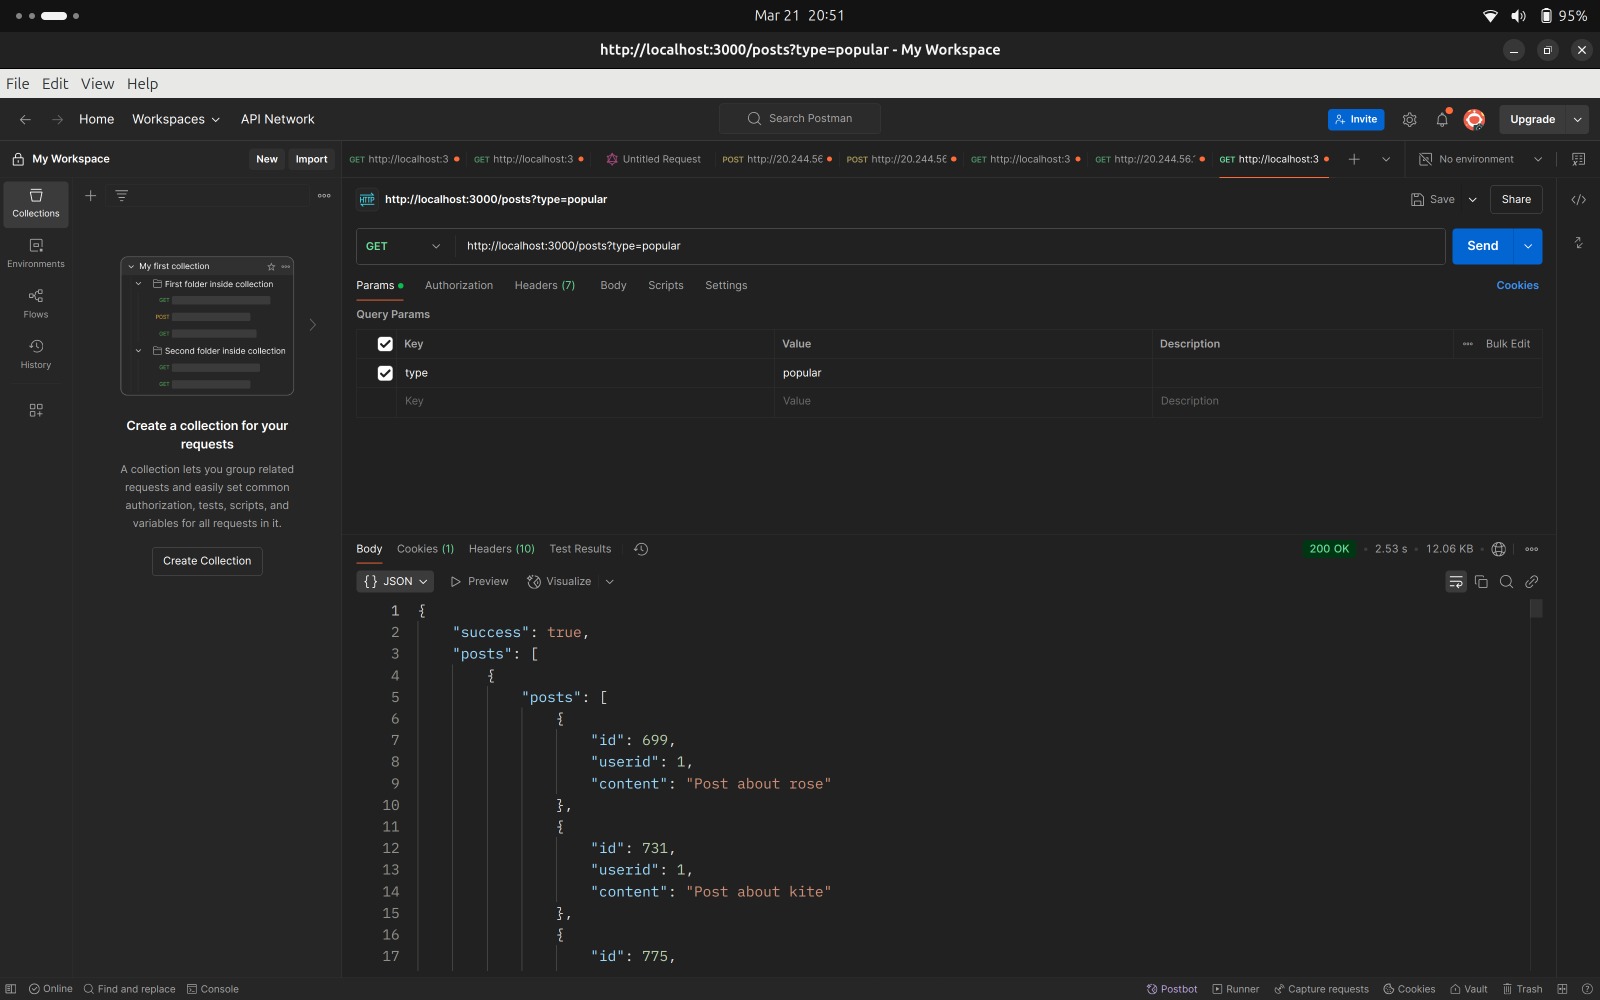 Mar 21 20:51
95%
http://localhost:3000/posts?type=popular - My Workspace
File Edit View Help
Home Workspaces API Network
Search Postman
Invite
Upgrade
My Workspace
New Import
GET http://localhost:3
GET http://localhost:3
Untitled Request
POST http://20.244.56
POST http://20.244.56
GET http://localhost:3
GET http://20.244.56.
GET http://localhost:3
No environment
Collections
Environments
Flows
History
My first collection
First folder inside collection
GET
POST
GET
Second folder inside collection
GET
GET
Create a collection for your
requests
A collection lets you group related
requests and easily set common
authorization, tests, scripts, and
variables for all requests in it.
Create Collection
HTTP http://localhost:3000/posts?type=popular
Save
Share
GET http://localhost:3000/posts?type=popular
Send
Params Authorization Headers (7) Body Scripts Settings
Cookies
Query Params
Key Value Description Bulk Edit
type popular
Key Value Description
Body Cookies (1) Headers (10) Test Results
200 OK • 2.53 s • 12.06 KB •
{} JSON Preview Visualize
1 {
2 "success": true,
3 "posts": [
4 {
5 "posts": [
6 {
7 "id": 699,
8 "userid": 1,
9 "content": "Post about rose"
10 },
11 {
12 "id": 731,
13 "userid": 1,
14 "content": "Post about kite"
15 },
16 {
17 "id": 775,
Online Find and replace Console
Postbot Runner Capture requests Cookies Vault Trash